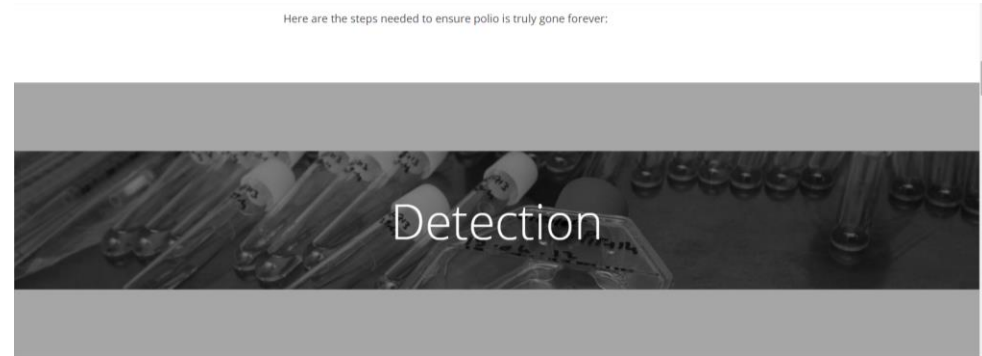 Here are the steps needed to ensure polio is truly gone forever:
Detection